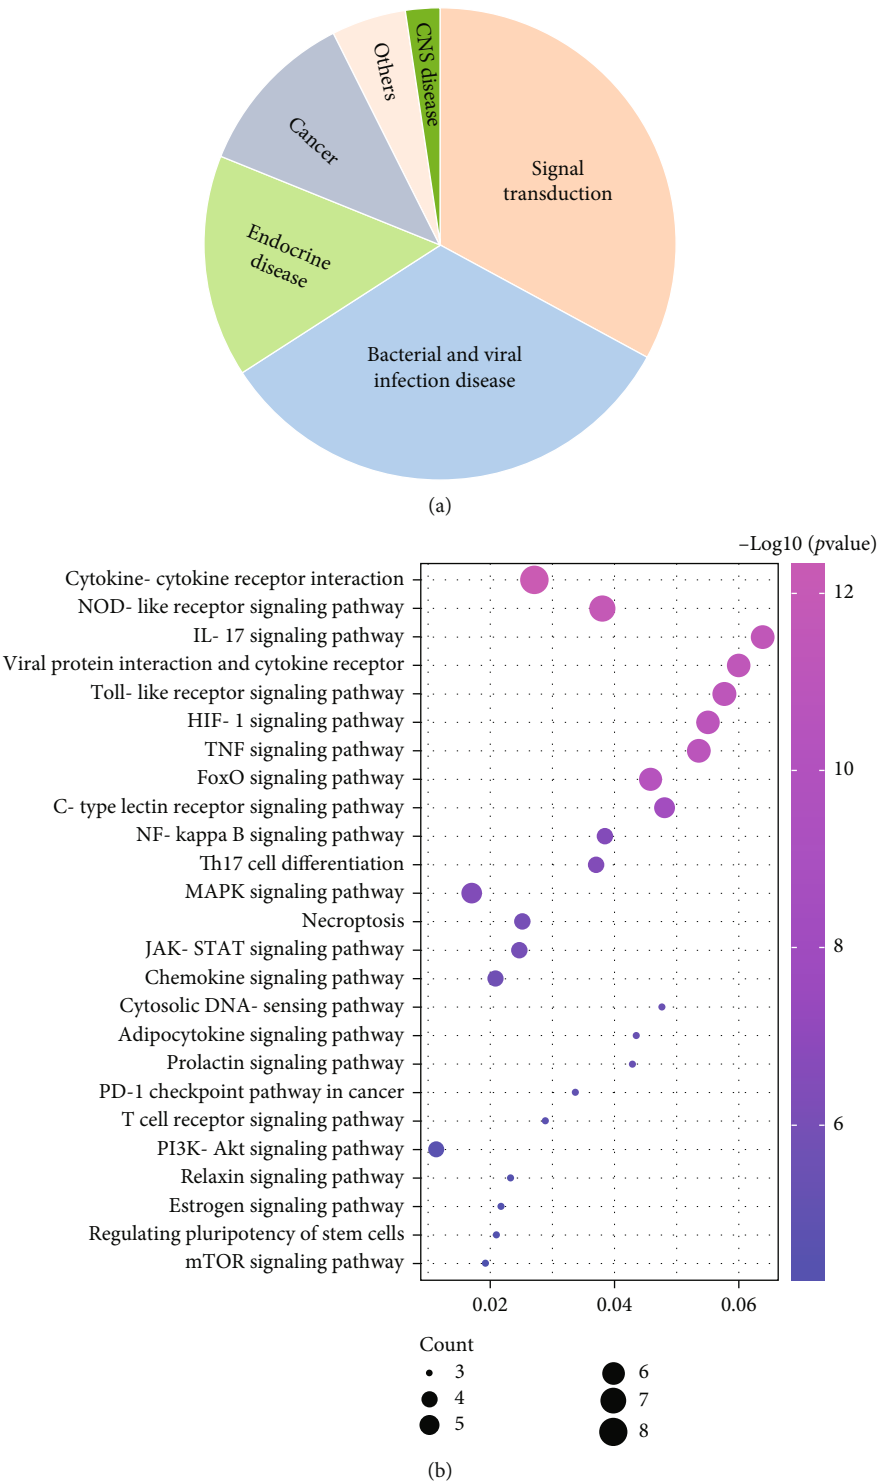 CNS disease
Others
Cancer
Signal
transduction
Endocrine
disease
Bacterial and viral
infection disease
(a)
–Log10 (pvalue)
Cytokine- cytokine receptor interaction
NOD- like receptor signaling pathway
IL- 17 signaling pathway
Viral protein interaction and cytokine receptor
Toll- like receptor signaling pathway
HIF- 1 signaling pathway
TNF signaling pathway
FoxO signaling pathway
C- type lectin receptor signaling pathway
NF- kappa B signaling pathway
Th17 cell differentiation
MAPK signaling pathway
Necroptosis
JAK- STAT signaling pathway
Chemokine signaling pathway
Cytosolic DNA- sensing pathway
Adipocytokine signaling pathway
Prolactin signaling pathway
PD-1 checkpoint pathway in cancer
T cell receptor signaling pathway
PI3K- Akt signaling pathway
Relaxin signaling pathway
Estrogen signaling pathway
Regulating pluripotency of stem cells
mTOR signaling pathway
12
10
8
6
0.02 0.04 0.06
Count
3 6
4 7
5 8
(b)